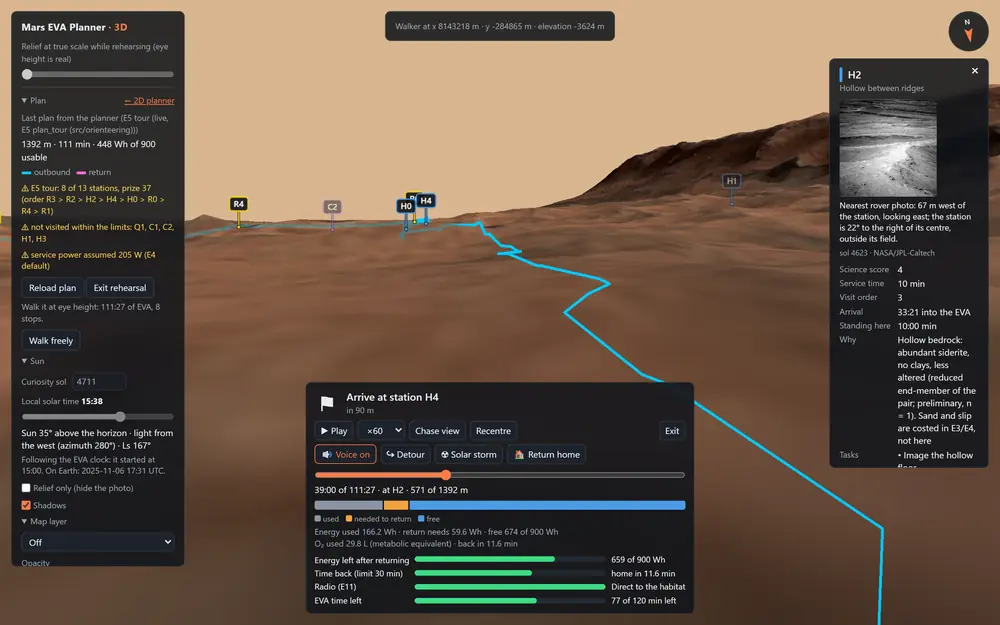 Mars EVA Planner · 3D
Relief at true scale while rehearsing (eye
height is real)
▼ Plan
← 2D planner
Last plan from the planner (E5 tour (live,
E5 plan_tour (src/orienteering)))
1392 m · 111 min · 448 Wh of 900
usable
outbound return
⚠ E5 tour: 8 of 13 stations, prize 37
(order R3 > R2 > H2 > H4 > H0 > R0 >
R4 > R1)
⚠ not visited within the limits: Q1, C1, C2,
H1, H3
⚠ service power assumed 205 W (E4
default)
Reload plan Exit rehearsal
Walk it at eye height: 111:27 of EVA, 8
stops.
Walk freely
▼ Sun
Curiosity sol 4711
Local solar time 15:38
Sun 35° above the horizon · light from
the west (azimuth 280°) · Ls 167°
Following the EVA clock: it started at
15:00. On Earth: 2025-11-06 17:31 UTC.
Relief only (hide the photo)
Shadows
▼ Map layer
Off
Opacity
Walker at x 8143218 m · y -284865 m · elevation -3624 m
N
R4
C2
H0
H4
H1
H2
×
Hollow between ridges
Nearest rover photo: 67 m west of
the station, looking east; the station
is 22° to the right of its centre,
outside its field.
sol 4623 · NASA/JPL-Caltech
Science score 4
Service time 10 min
Visit order 3
Arrival 33:21 into the EVA
Standing here 10:00 min
Why Hollow bedrock:
abundant siderite,
no clays, less
altered (reduced
end-member of the
pair; preliminary, n
= 1). Sand and slip
are costed in E3/E4,
not here
Tasks • Image the hollow
Arrive at station H4
in 90 m
▶ Play ×60 Chase view Recentre Exit
🔊 Voice on ↪ Detour ☢ Solar storm 🏠 Return home
39:00 of 111:27 · at H2 · 571 of 1392 m
used needed to return free
Energy used 166.2 Wh · return needs 59.6 Wh · free 674 of 900 Wh
O₂ used 29.8 L (metabolic equivalent) · back in 11.6 min
Energy left after returning 659 of 900 Wh
Time back (limit 30 min) home in 11.6 min
Radio (E11) Direct to the habitat
EVA time left 77 of 120 min left